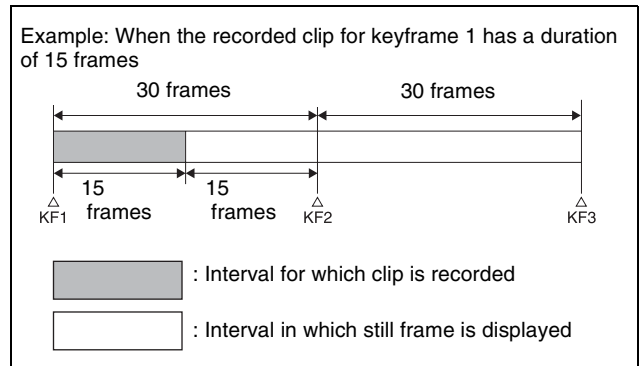 Example: When the recorded clip for keyframe 1 has a duration
of 15 frames
30 frames 30 frames
15 15
frames frames
KF1 KF2 KF3
: Interval for which clip is recorded
: Interval in which still frame is displayed